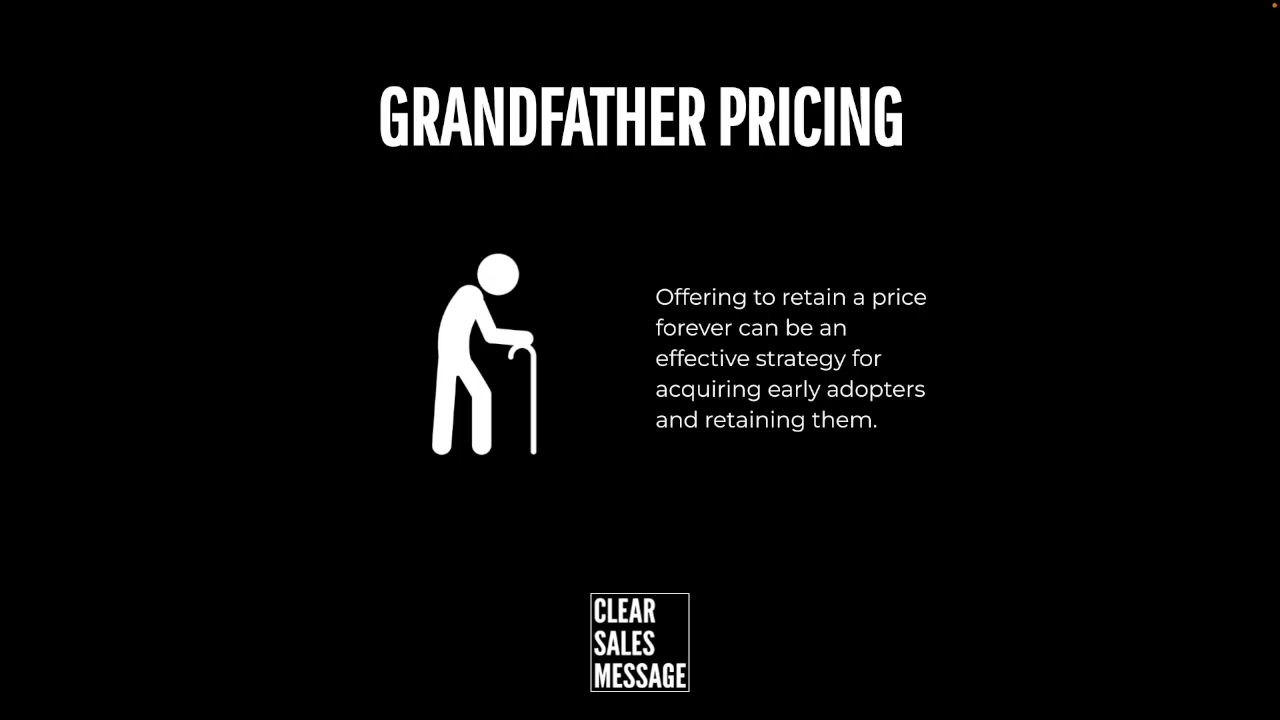 GRANDFATHER PRICING
Offering to retain a price
forever can be an
effective strategy for
acquiring early adopters
and retaining them.
CLEAR
SALES
MESSAGE